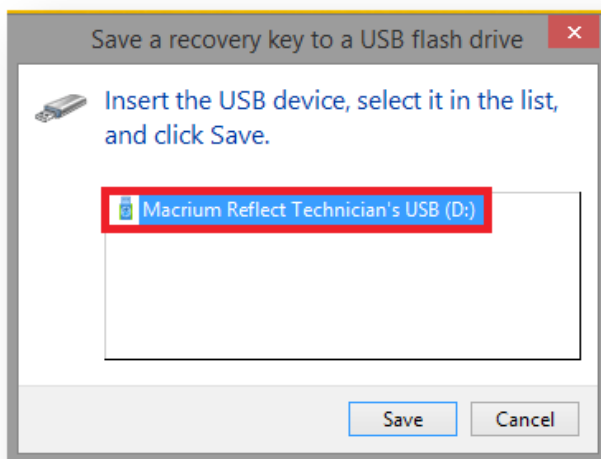 Save a recovery key to a USB flash drive
Insert the USB device, select it in the list,
and click Save.
Macrium Reflect Technician's USB (D:)
Save
Cancel